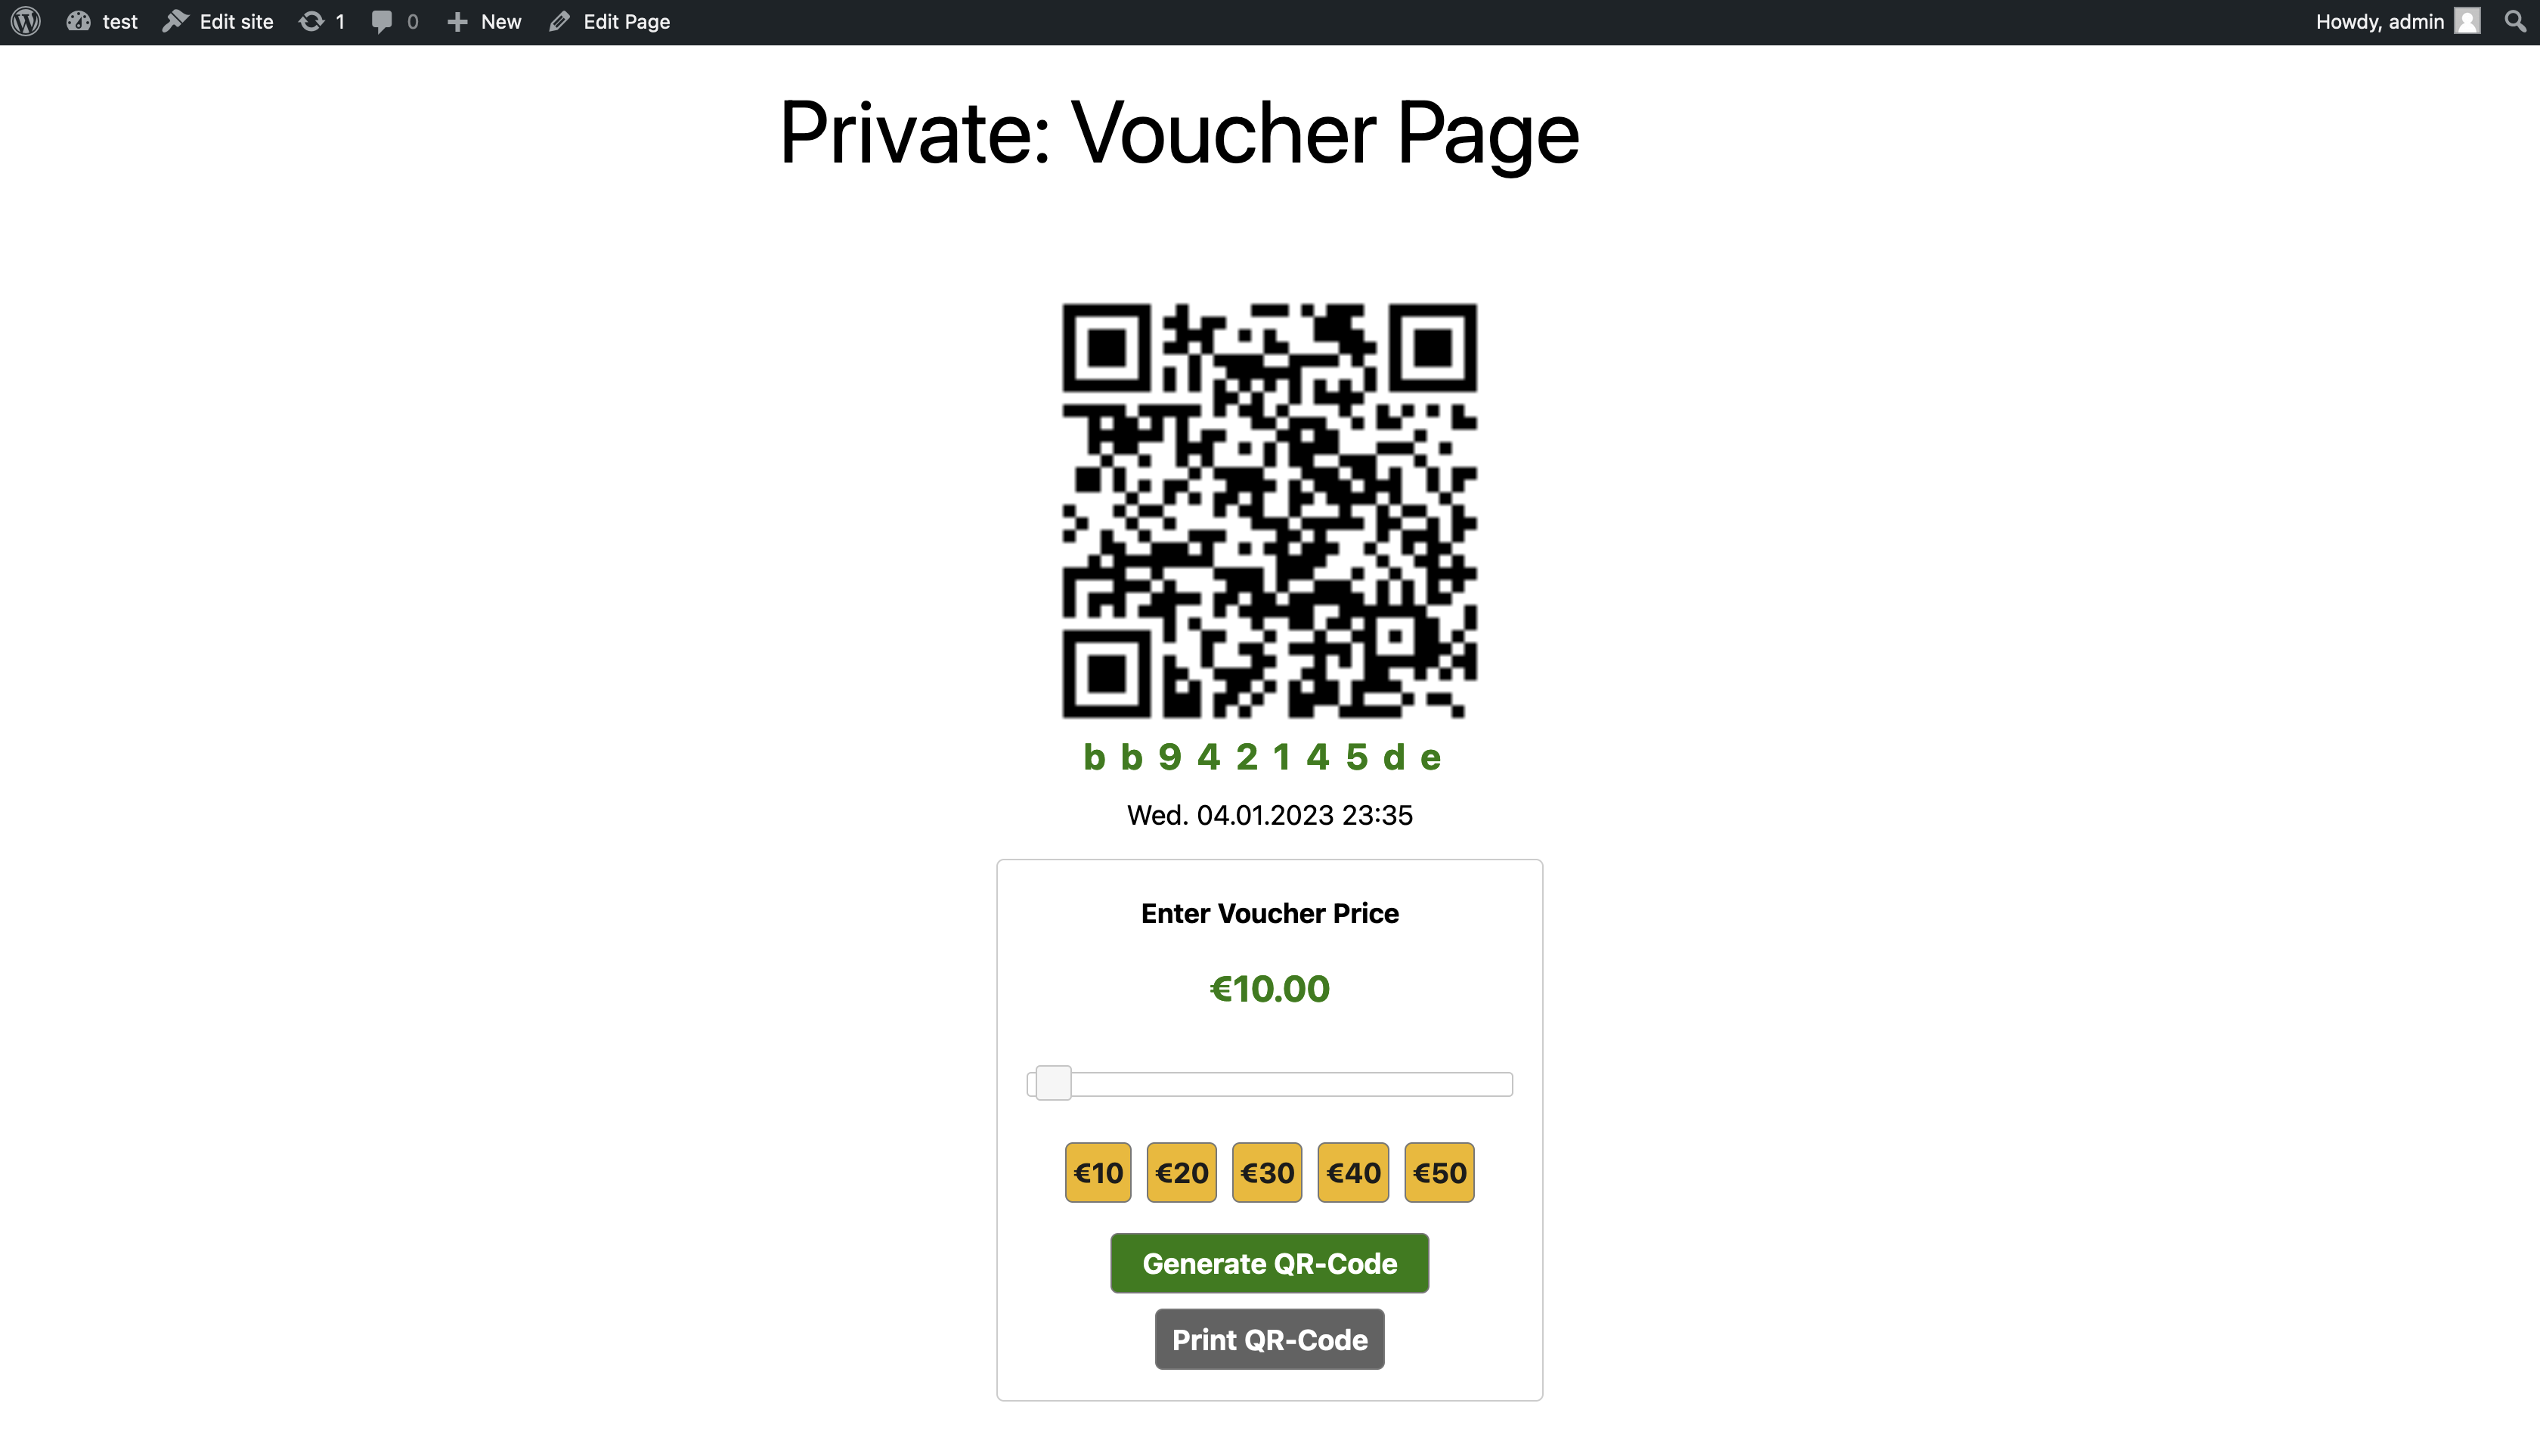 test Edit site 1 0 New Edit Page Howdy, admin
Private: Voucher Page
b b 9 4 2 1 4 5 d e
Wed. 04.01.2023 23:35
Enter Voucher Price
€10.00
€10 €20 €30 €40 €50
Generate QR-Code
Print QR-Code